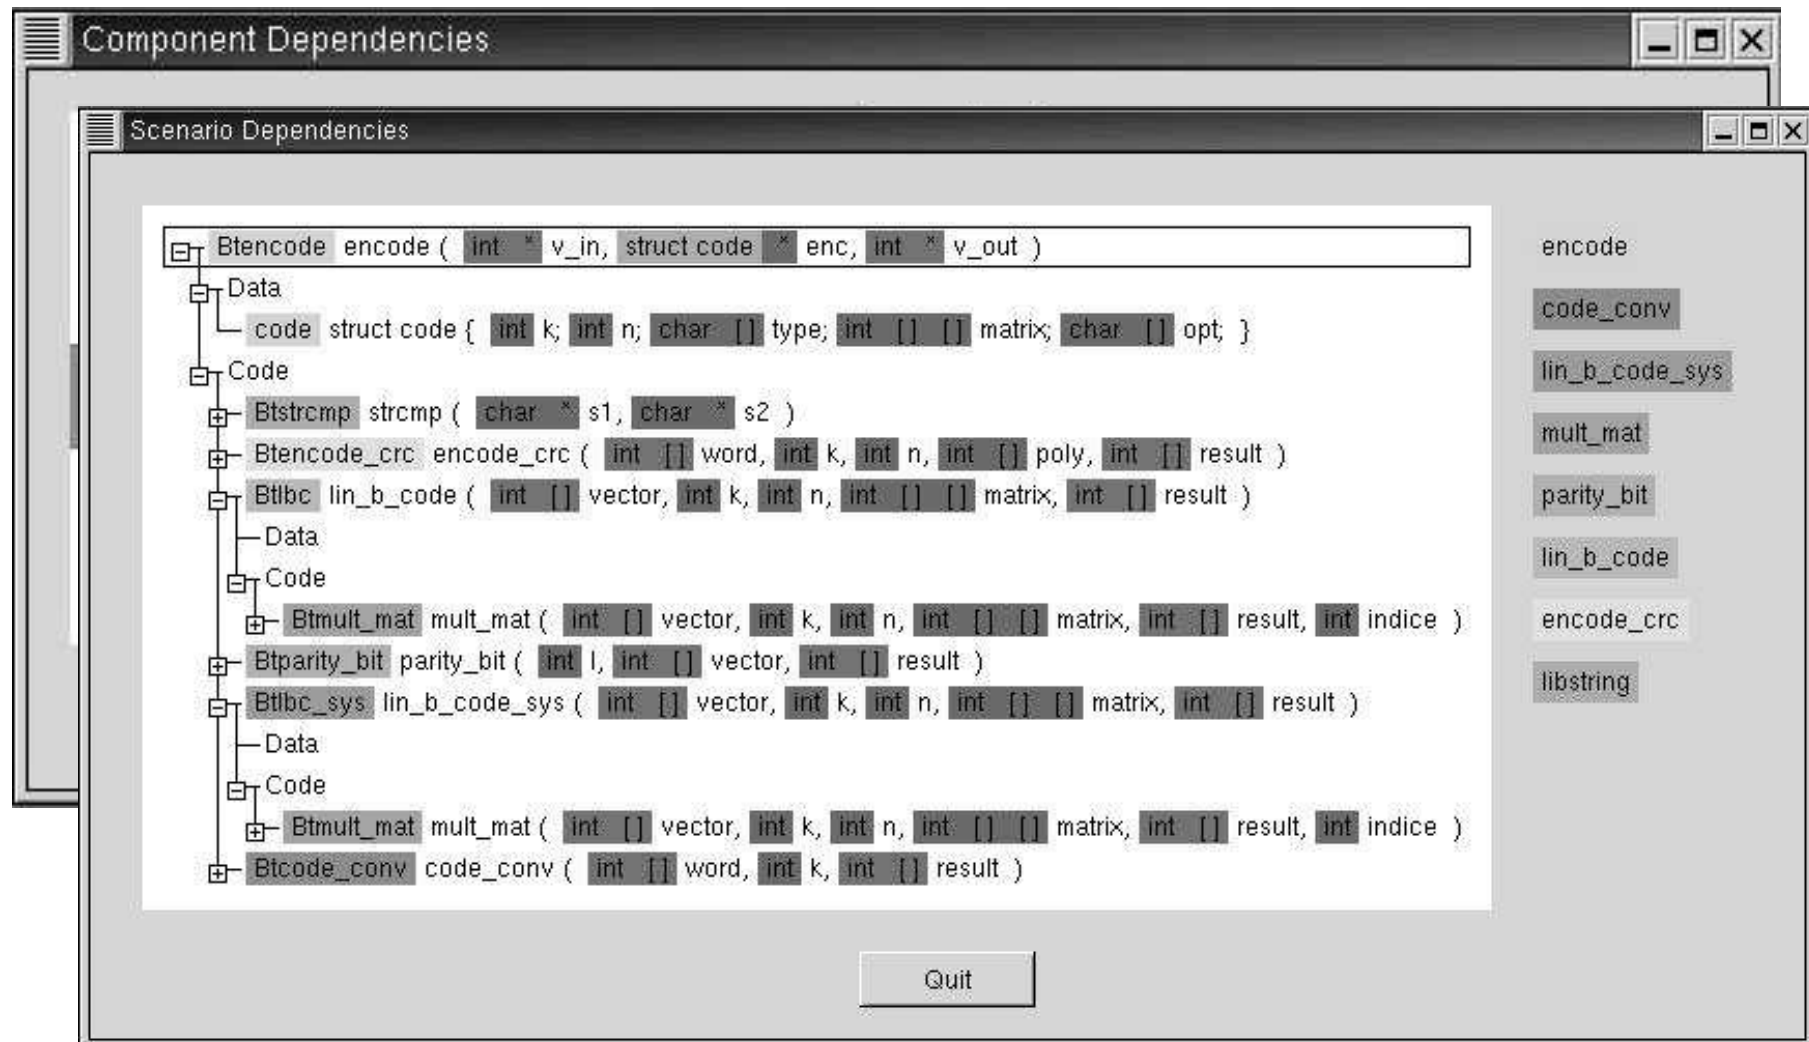 Component Dependencies
Scenario Dependencies
Btencode encode ( int * v_in, struct code * enc, int * v_out )
Data
code struct code { int k; int n; char [] type; int [] [] matrix; char [] opt; }
Code
Btstrcmp strcmp ( char * s1, char * s2 )
Btencode_crc encode_crc ( int [] word, int k, int n, int [] poly, int [] result )
Btlbc lin_b_code ( int [] vector, int k, int n, int [] [] matrix, int [] result )
Data
Code
Btmult_mat mult_mat ( int [] vector, int k, int n, int [] [] matrix, int [] result, int indice )
Btparity_bit parity_bit ( int l, int [] vector, int [] result )
Btlbc_sys lin_b_code_sys ( int [] vector, int k, int n, int [] [] matrix, int [] result )
Data
Code
Btmult_mat mult_mat ( int [] vector, int k, int n, int [] [] matrix, int [] result, int indice )
Btcode_conv code_conv ( int [] word, int k, int [] result )
encode
code_conv
lin_b_code_sys
mult_mat
parity_bit
lin_b_code
encode_crc
libstring
Quit